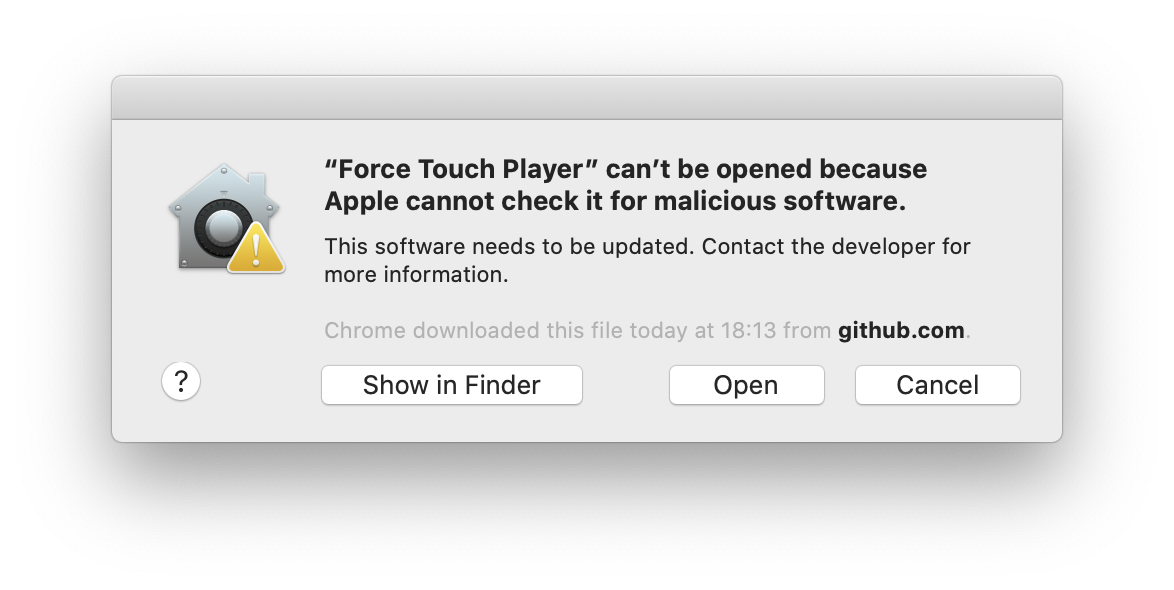 “Force Touch Player” can’t be opened because
Apple cannot check it for malicious software.
This software needs to be updated. Contact the developer for
more information.
Chrome downloaded this file today at 18:13 from github.com.
?
Show in Finder
Open
Cancel